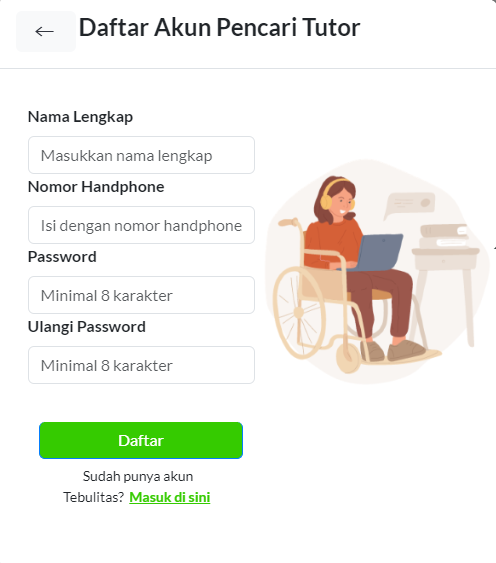 Daftar Akun Pencari Tutor
Nama Lengkap
Masukkan nama lengkap
Nomor Handphone
Isi dengan nomor handphone
Password
Minimal 8 karakter
Ulangi Password
Minimal 8 karakter
Daftar
Sudah punya akun
Tebulitas? Masuk di sini